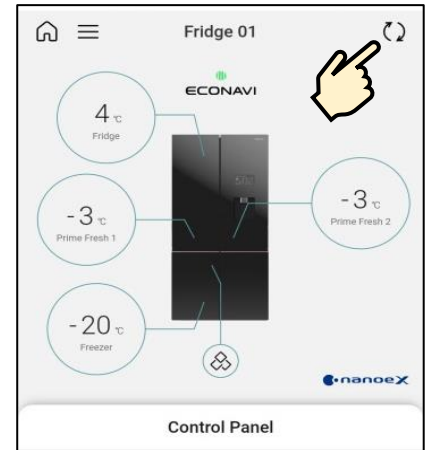 Fridge 01
ECONAVI
4 ℃
Fridge
-3 ℃
Prime Fresh 1
-3 ℃
Prime Fresh 2
-20 ℃
Freezer
nanoeX
Control Panel